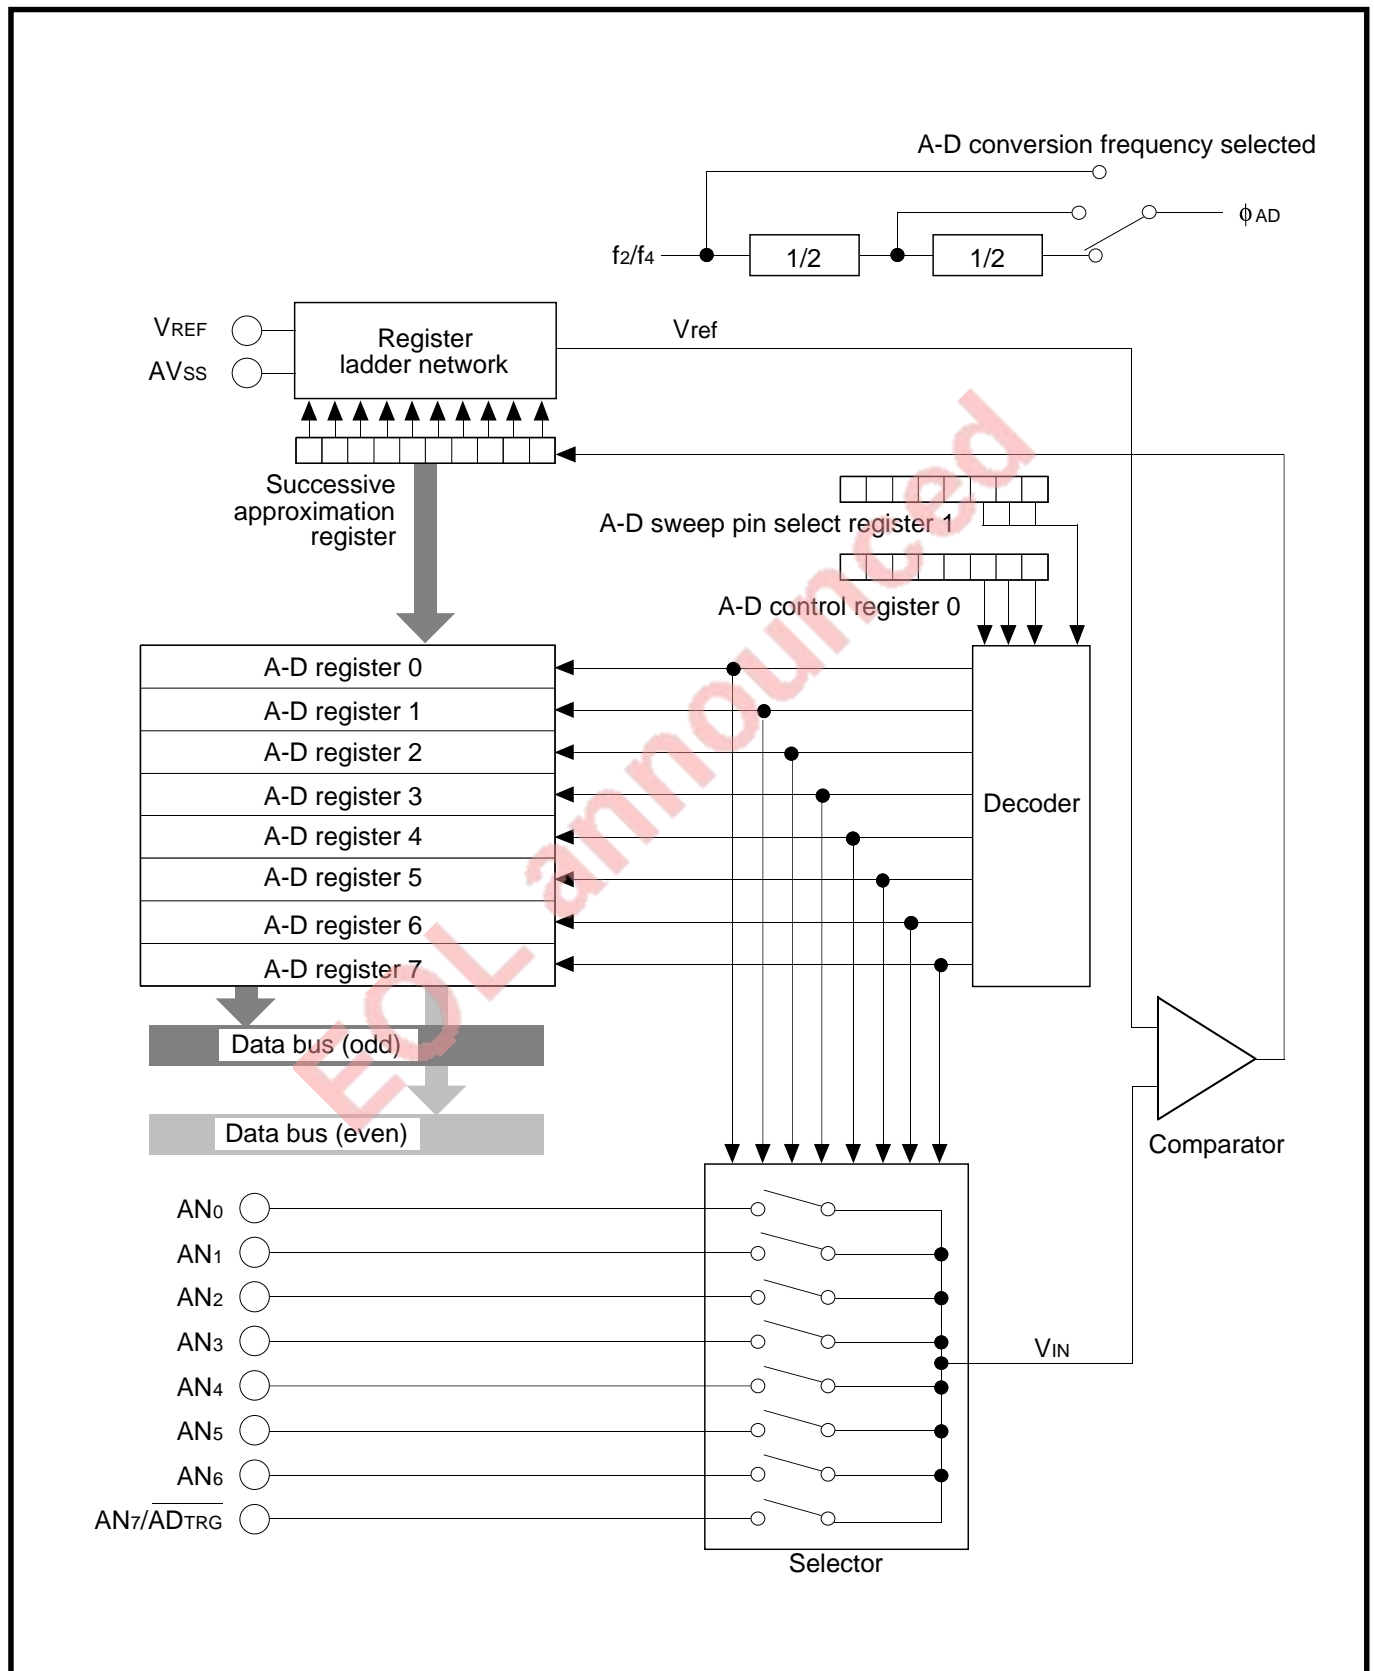 A-D conversion frequency selected
f2/f4
1/2
1/2
ϕAD
VREF
AVSS
Register
ladder network
Vref
Successive
approximation
register
A-D sweep pin select register 1
A-D control register 0
A-D register 0
A-D register 1
A-D register 2
A-D register 3
A-D register 4
A-D register 5
A-D register 6
A-D register 7
Decoder
Data bus (odd)
Data bus (even)
Comparator
AN0
AN1
AN2
AN3
AN4
AN5
AN6
AN7/ADTRG
VIN
Selector
EOL announced